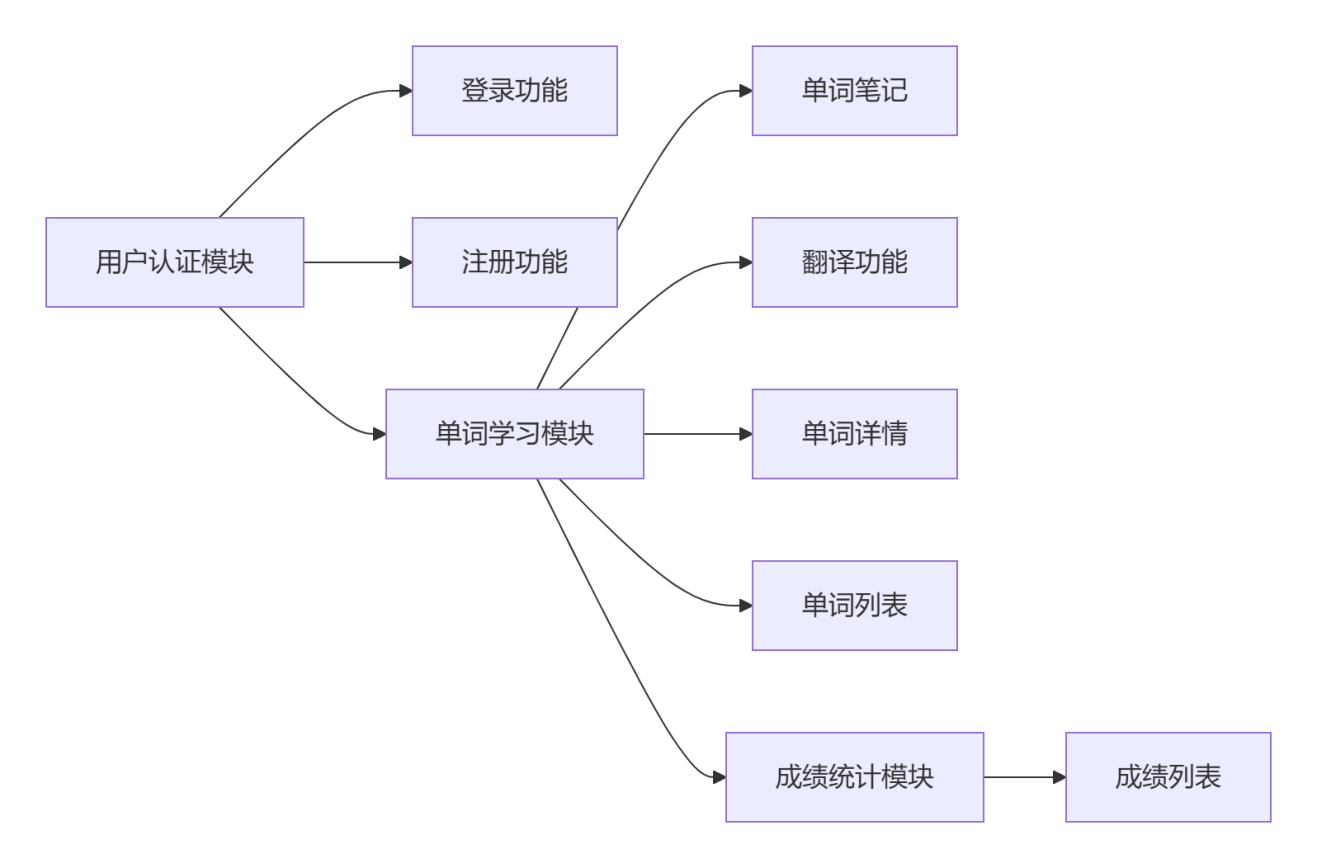 登录功能
单词笔记
用户认证模块
注册功能
翻译功能
单词学习模块
单词详情
单词列表
成绩统计模块
成绩列表